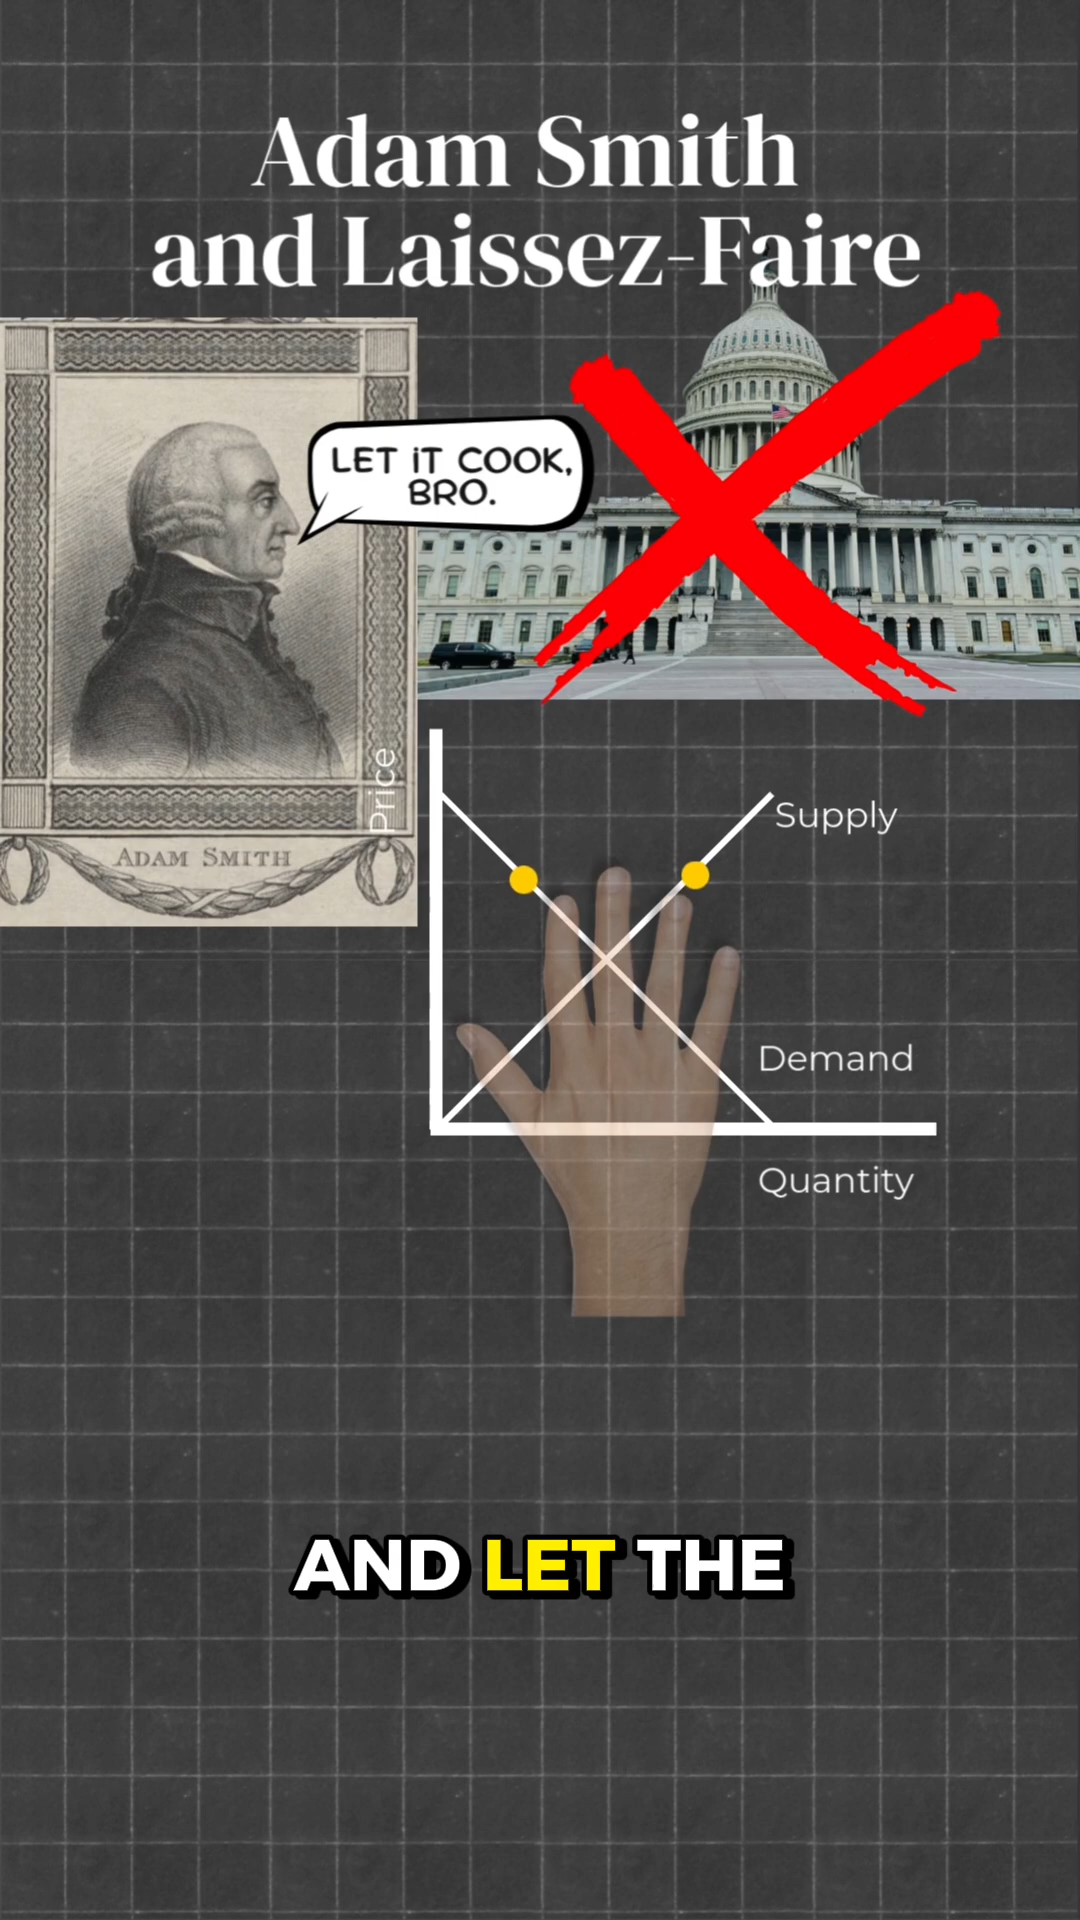 Adam Smith
and Laissez-Faire
LET iT COOK,
BRO.
Price
ADAM SMITH
Supply
Demand
Quantity
AND LET THE